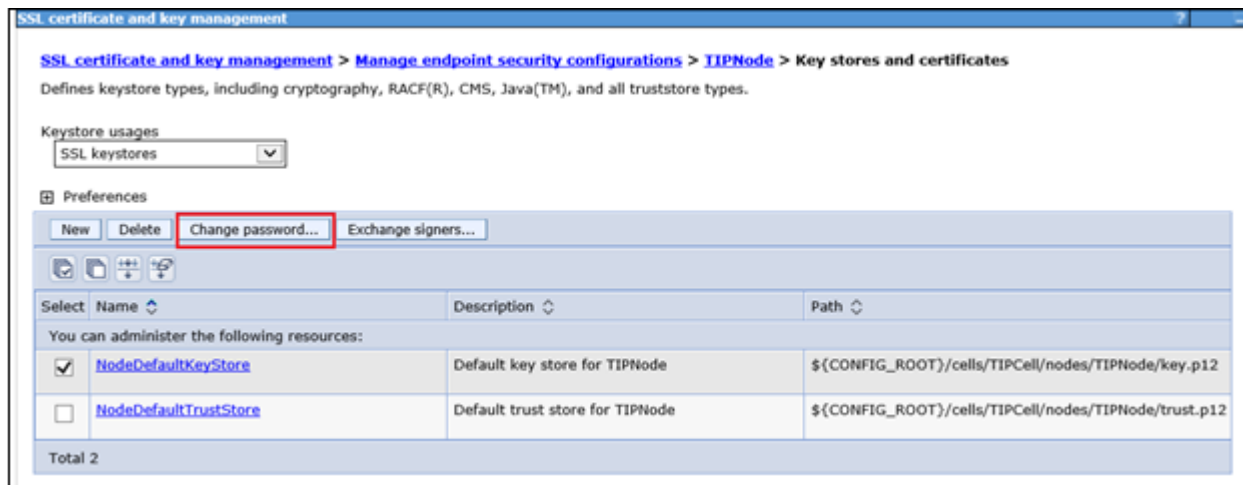 SSL certificate and key management ? –
SSL certificate and key management > Manage endpoint security configurations > TIPNode > Key stores and certificates
Defines keystore types, including cryptography, RACF(R), CMS, Java(TM), and all truststore types.
Keystore usages
SSL keystores
Preferences
New Delete Change password... Exchange signers...
Select Name Description Path
You can administer the following resources:
NodeDefaultKeyStore Default key store for TIPNode ${CONFIG_ROOT}/cells/TIPCell/nodes/TIPNode/key.p12
NodeDefaultTrustStore Default trust store for TIPNode ${CONFIG_ROOT}/cells/TIPCell/nodes/TIPNode/trust.p12
Total 2